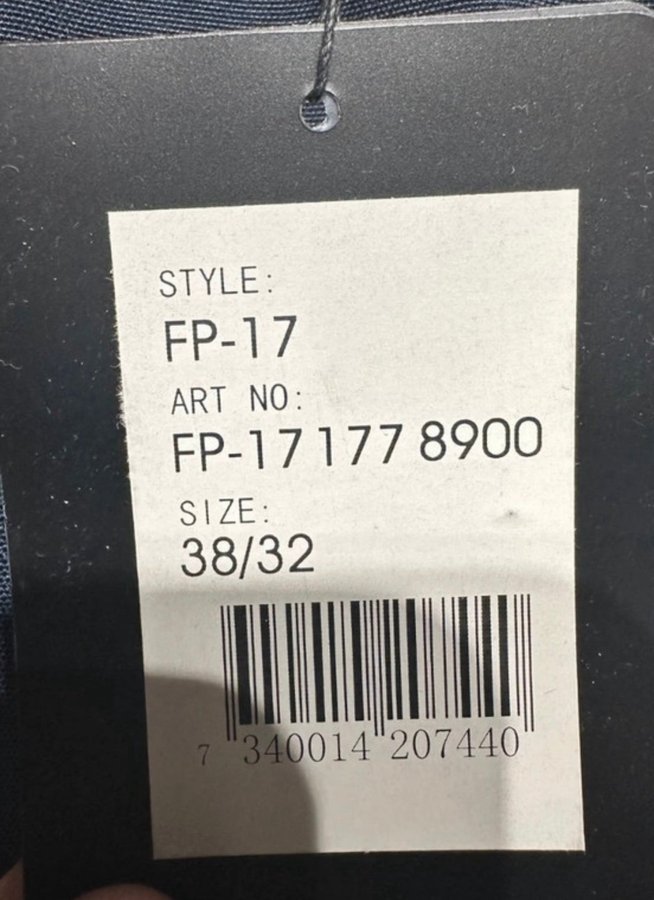 STYLE:
FP-17
ART NO:
FP-17 177 8900
SIZE:
38/32
7 340014 207440